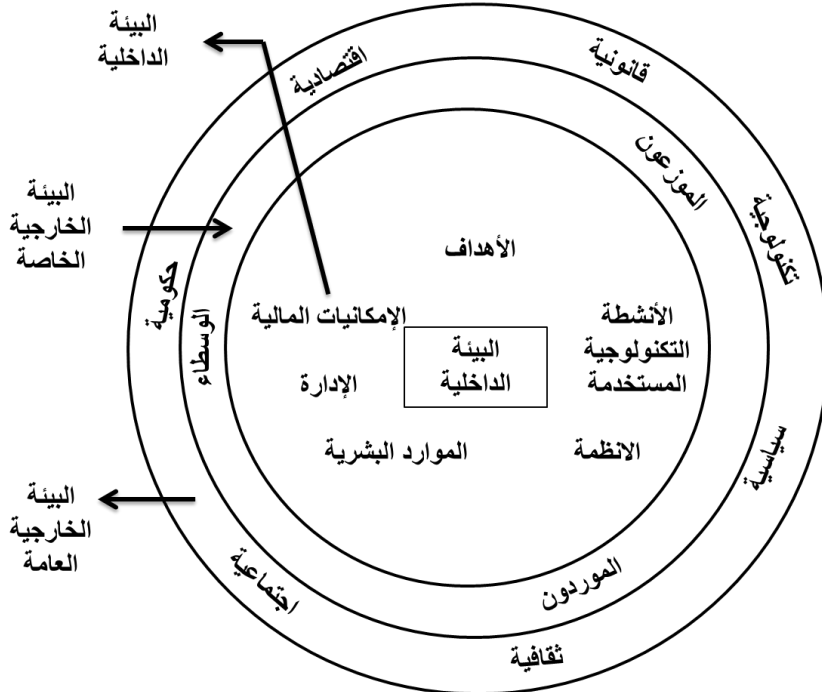 البيئة
الداخلية
قانونية
اقتصادية
الموزعون
تكنولوجية
البيئة
الخارجية
الخاصة
الأهداف
حكومية
الوسطاء
الإمكانيات المالية
الأنشطة
التكنولوجية
المستخدمة
البيئة
الداخلية
الإدارة
الموارد البشرية
الانظمة
سياسية
البيئة
الخارجية
العامة
اجتماعية
الموردون
ثقافية